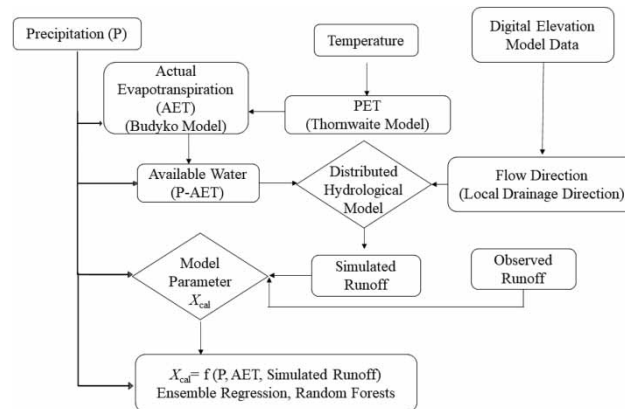 Precipitation (P)
Temperature
Digital Elevation
Model Data
Actual
Evapotranspiration
(AET)
(Budyko Model)
PET
(Thornwaite Model)
Available Water
(P-AET)
Distributed
Hydrological
Model
Flow Direction
(Local Drainage Direction)
Model
Parameter
Xcal
Simulated
Runoff
Observed
Runoff
Xcal= f (P, AET, Simulated Runoff)
Ensemble Regression, Random Forests